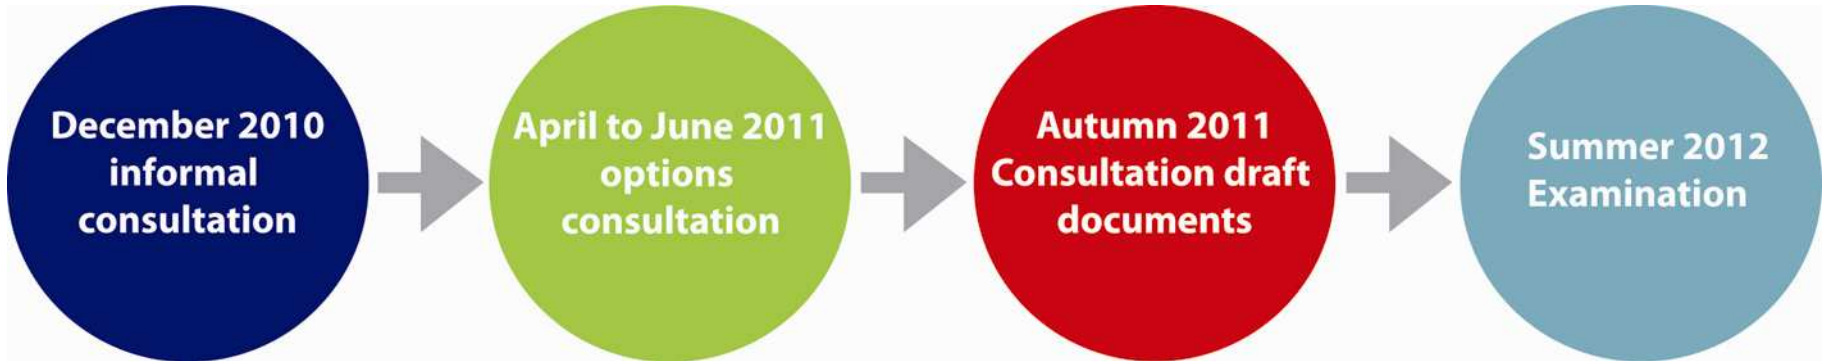 December 2010
informal
consultation
April to June 2011
options
consultation
Autumn 2011
Consultation draft
documents
Summer 2012
Examination